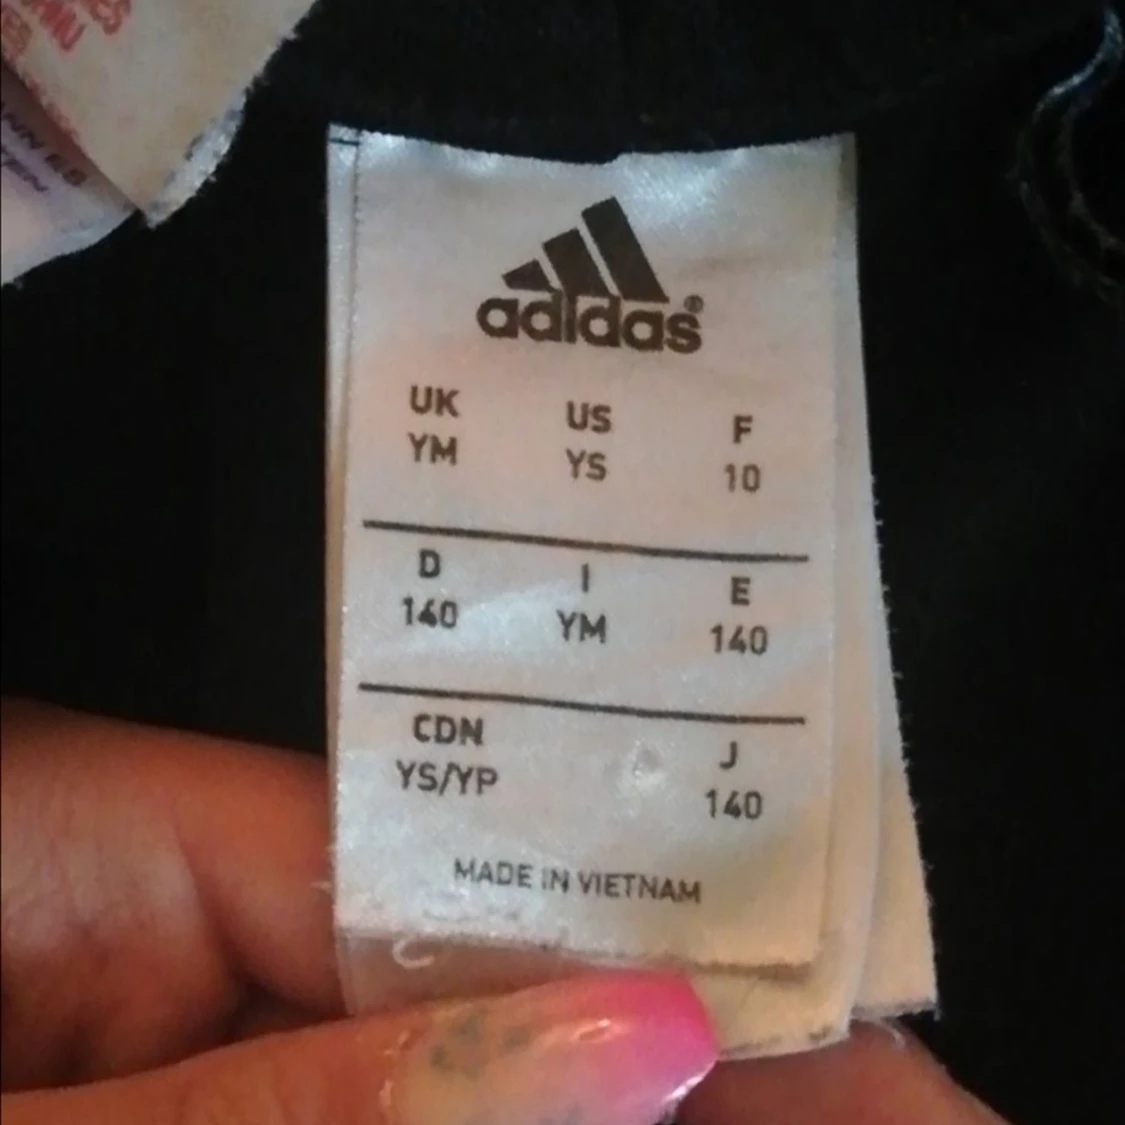 adidas®
UK US F
YM YS 10
D I E
140 YM 140
CDN J
YS/YP 140
MADE IN VIETNAM